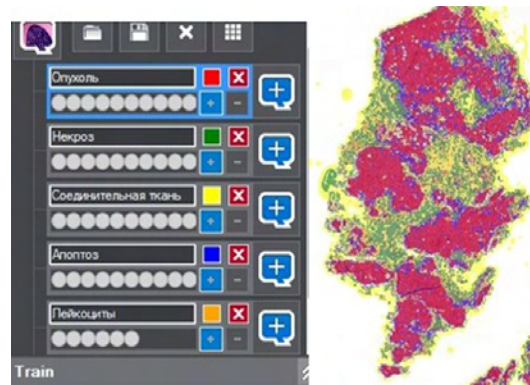 Опухоль
Некроз
Соединительная ткань
Апоптоз
Лейкоциты
Train